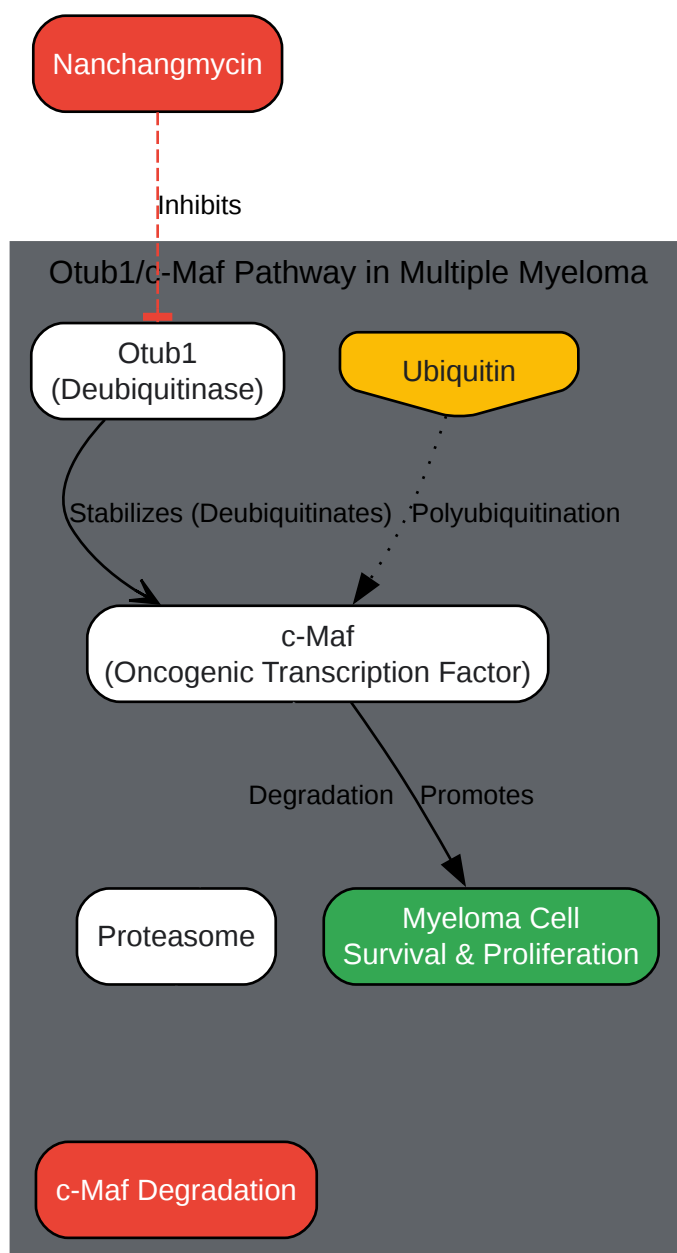 Nanchangmycin
Inhibits
Otub1/c-Maf Pathway in Multiple Myeloma
Otub1
(Deubiquitinase)
Ubiquitin
Stabilizes (Deubiquitinates)
Polyubiquitination
c-Maf
(Oncogenic Transcription Factor)
Degradation
Promotes
Proteasome
Myeloma Cell
Survival & Proliferation
c-Maf Degradation